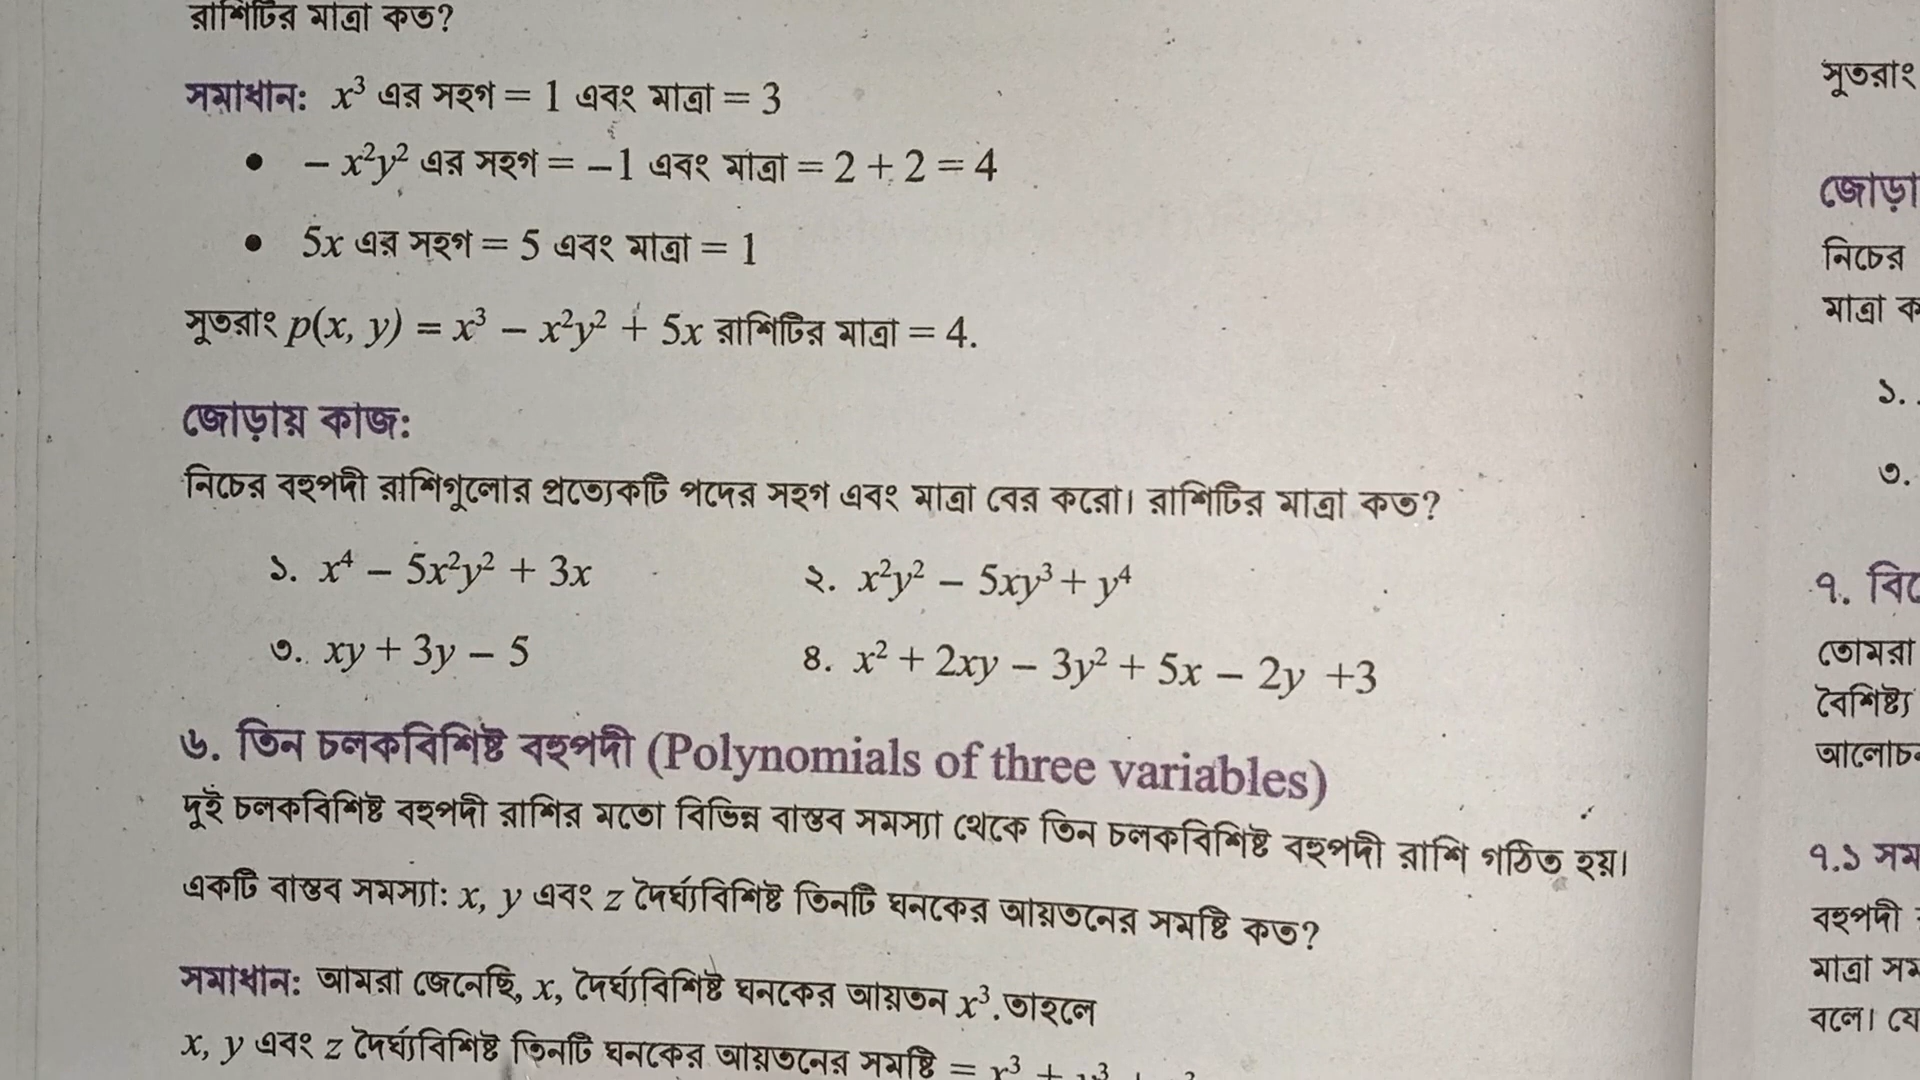 রাশিটির মাত্রা কত?
সমাধান: x³ এর সহগ = 1 এবং মাত্রা = 3
• – x²y² এর সহগ = –1 এবং মাত্রা = 2 + 2 = 4
• 5x এর সহগ = 5 এবং মাত্রা = 1
সুতরাং p(x, y) = x³ – x²y² + 5x রাশিটির মাত্রা = 4.
জোড়ায় কাজ:
নিচের বহুপদী রাশিগুলোর প্রত্যেকটি পদের সহগ এবং মাত্রা বের করো। রাশিটির মাত্রা কত?
১. x⁴ – 5x²y² + 3x
২. x²y² – 5xy³ + y⁴
৩. xy + 3y – 5
৪. x² + 2xy – 3y² + 5x – 2y +3
৬. তিন চলকবিশিষ্ট বহুপদী (Polynomials of three variables)
দুই চলকবিশিষ্ট বহুপদী রাশির মতো বিভিন্ন বাস্তব সমস্যা থেকে তিন চলকবিশিষ্ট বহুপদী রাশি গঠিত হয়।
একটি বাস্তব সমস্যা: x, y এবং z দৈর্ঘ্যবিশিষ্ট তিনটি ঘনকের আয়তনের সমষ্টি কত?
সমাধান: আমরা জেনেছি, x, দৈর্ঘ্যবিশিষ্ট ঘনকের আয়তন x³.তাহলে
x, y এবং z দৈর্ঘ্যবিশিষ্ট তিনটি ঘনকের আয়তনের সমষ্টি = x³ +
সুতরাং
নিচের
১.
৩.
৭.
তোমরা
বৈশিষ্ট্য
৭.১
বহুপদী
মাত্রা
বলে।